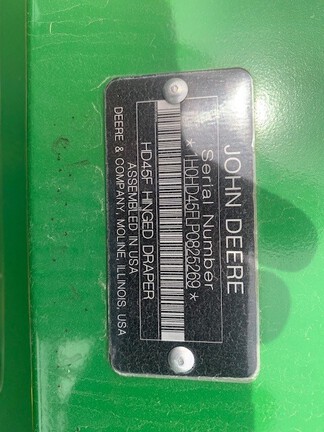 JOHN DEERE
Serial Number
*1H0HD45FLP0825269*
HD45F HINGED DRAPER
ASSEMBLED IN USA
DEERE & COMPANY, MOLINE, ILLINOIS, USA